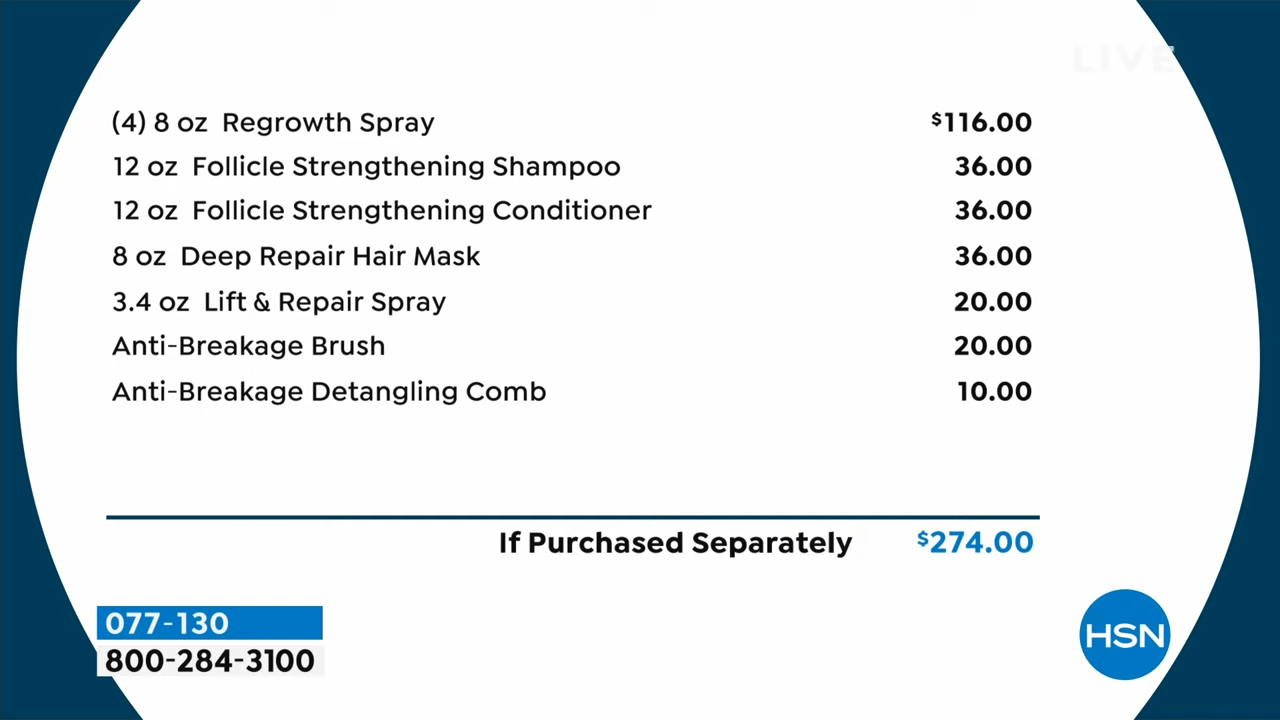 LIVE
(4) 8 oz Regrowth Spray $116.00
12 oz Follicle Strengthening Shampoo 36.00
12 oz Follicle Strengthening Conditioner 36.00
8 oz Deep Repair Hair Mask 36.00
3.4 oz Lift & Repair Spray 20.00
Anti-Breakage Brush 20.00
Anti-Breakage Detangling Comb 10.00
If Purchased Separately $274.00
077-130
800-284-3100
HSN